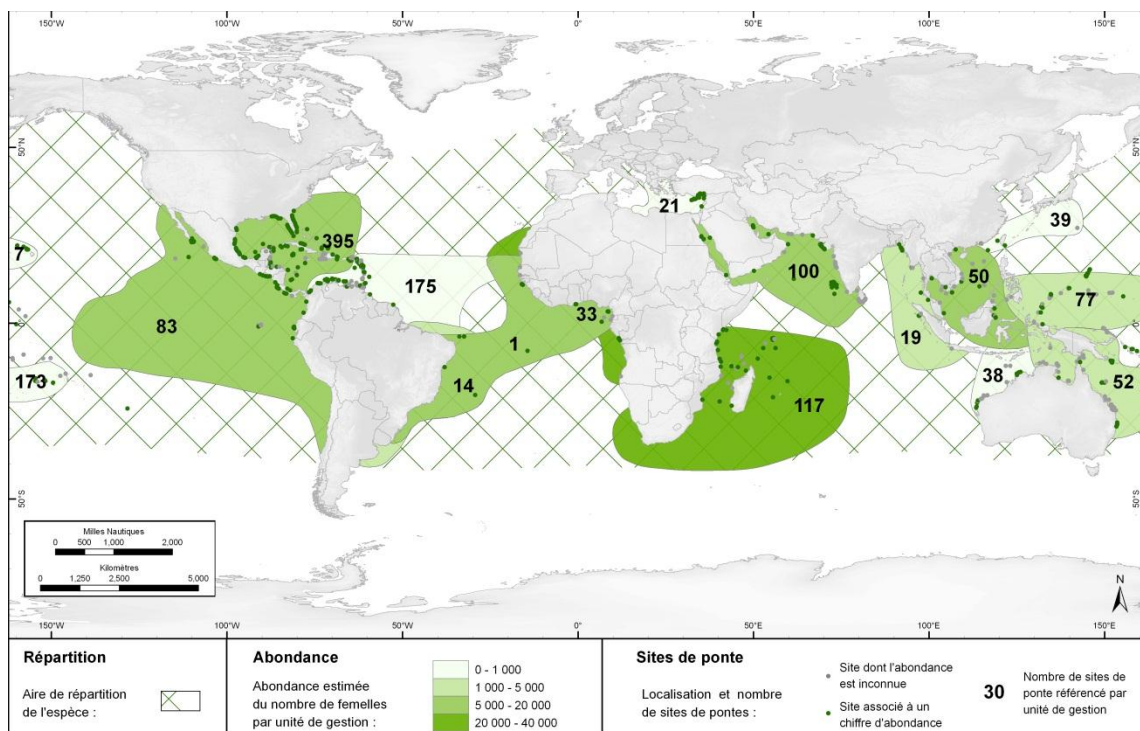 150°W 100°W 50°W 0° 50°E 100°E 150°E
50°N
50°N
0°
0°
50°S
50°S
395
21
39
7
175
100
50
77
83
33
19
1
173
14
38
52
117
Milles Nautiques
0 500 1,000 2,000
Kilomètres
0 1,250 2,500 5,000
N
150°W 100°W 50°W 0° 50°E 100°E 150°E
Répartition
Aire de répartition
de l'espèce :
Abondance
Abondance estimée
du nombre de femelles
par unité de gestion :
0 - 1 000
1 000 - 5 000
5 000 - 20 000
20 000 - 40 000
Sites de ponte
Localisation et nombre
de sites de pontes :
Site dont l'abondance
est inconnue
Site associé à un
chiffre d'abondance
30
Nombre de sites de
ponte référencé par
unité de gestion